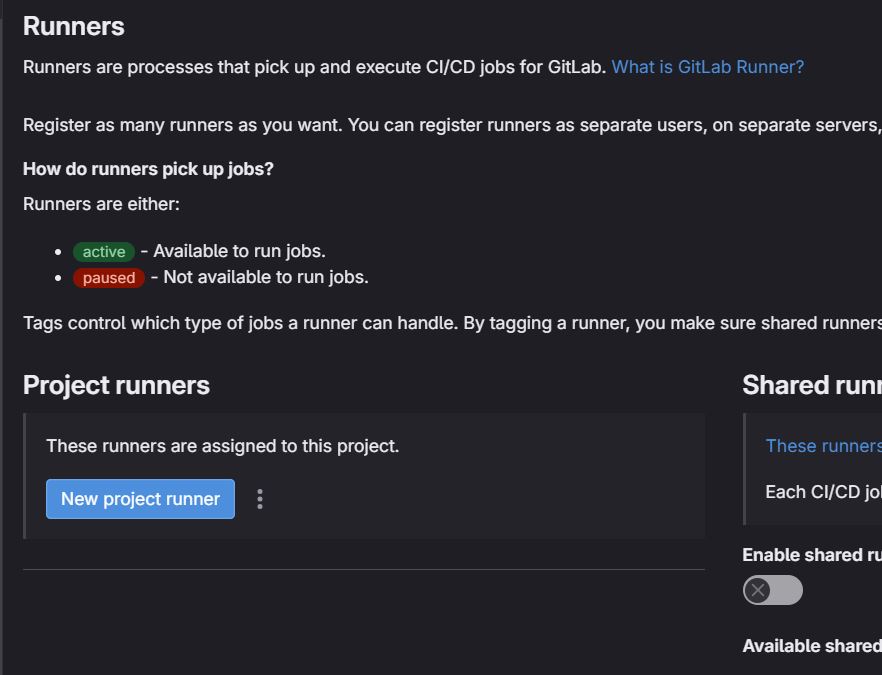 Runners
Runners are processes that pick up and execute CI/CD jobs for GitLab. What is GitLab Runner?
Register as many runners as you want. You can register runners as separate users, on separate servers,
How do runners pick up jobs?
Runners are either:
active - Available to run jobs.
paused - Not available to run jobs.
Tags control which type of jobs a runner can handle. By tagging a runner, you make sure shared runners
Project runners
These runners are assigned to this project.
New project runner
Shared
These runners
Each CI/CD
Enable shared
Available shared